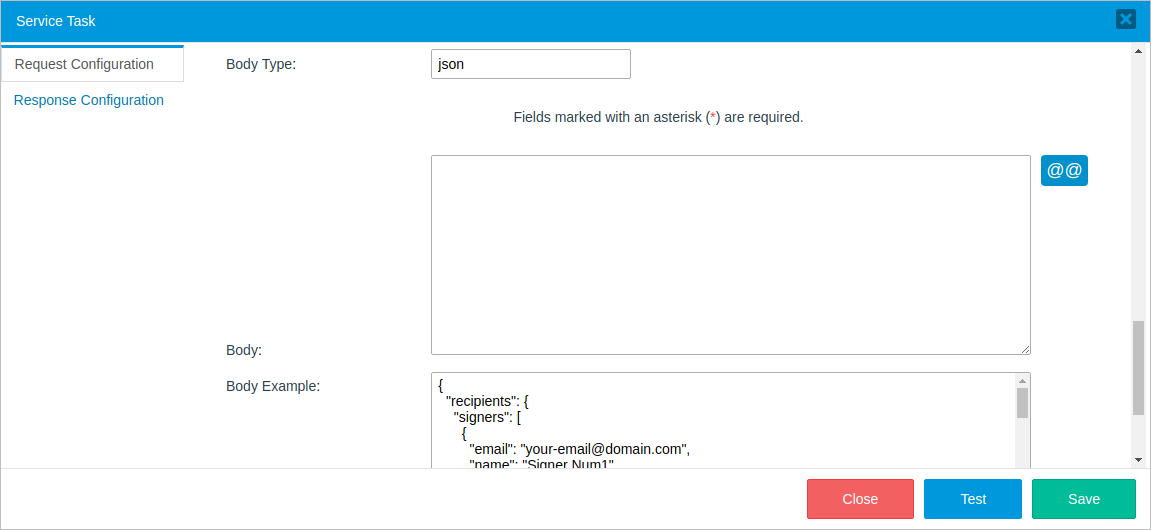 Service Task
Request Configuration
Response Configuration
Body Type:
json
Fields marked with an asterisk (*) are required.
@@
Body:
Body Example:
{
"recipients": {
"signers": [
{
"email": "your-email@domain.com",
"name": "Signer Num1"
Close
Test
Save